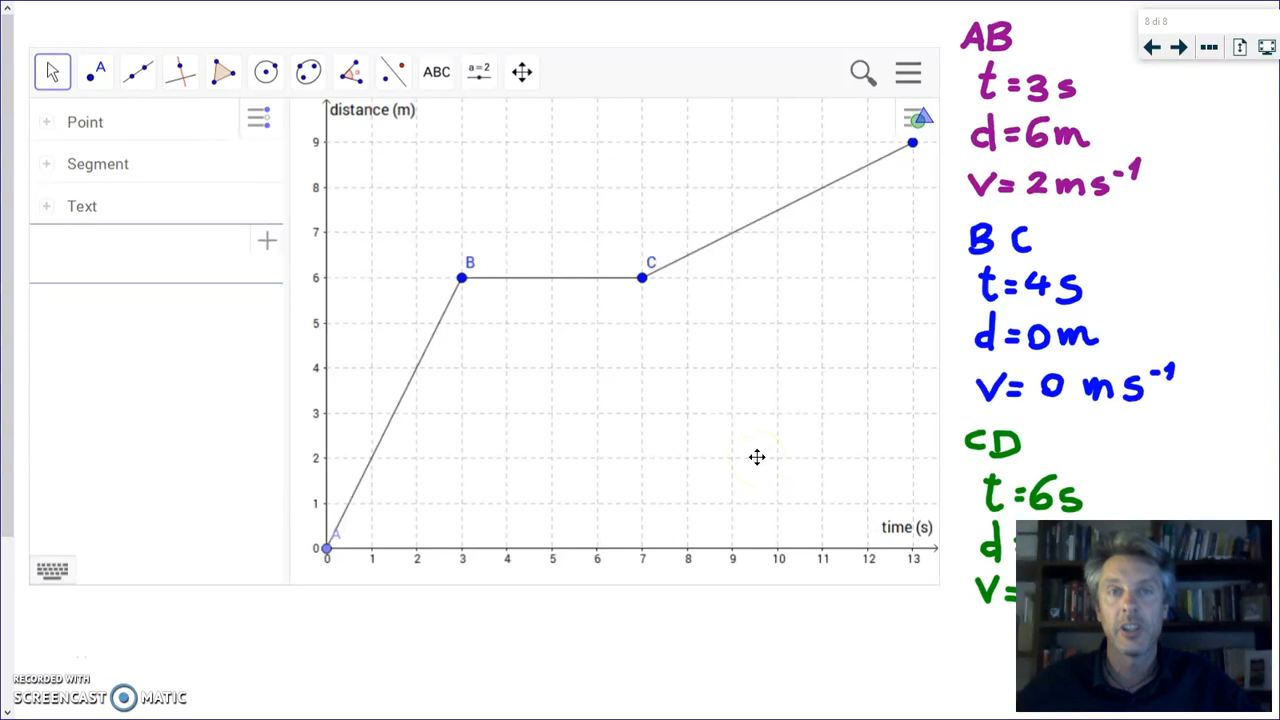 8 di 8
AB
t=3s
d=6m
v=2ms⁻¹
BC
t=4s
d=0m
v=0ms⁻¹
CD
t=6s
d
v=
ABC
a=2
A
Point
Segment
Text
distance (m)
9
8
7
6
5
4
3
2
1
0
B
C
A
time (s)
0 1 2 3 4 5 6 7 8 9 10 11 12 13
RECORDED WITH
SCREENCAST MATIC